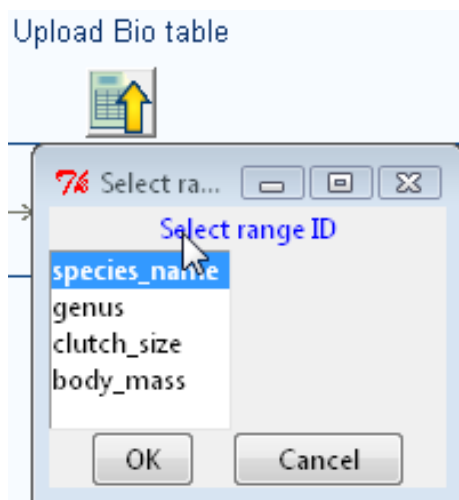 Upload Bio table
Select ra...
Select range ID
species_name
genus
clutch_size
body_mass
OK Cancel